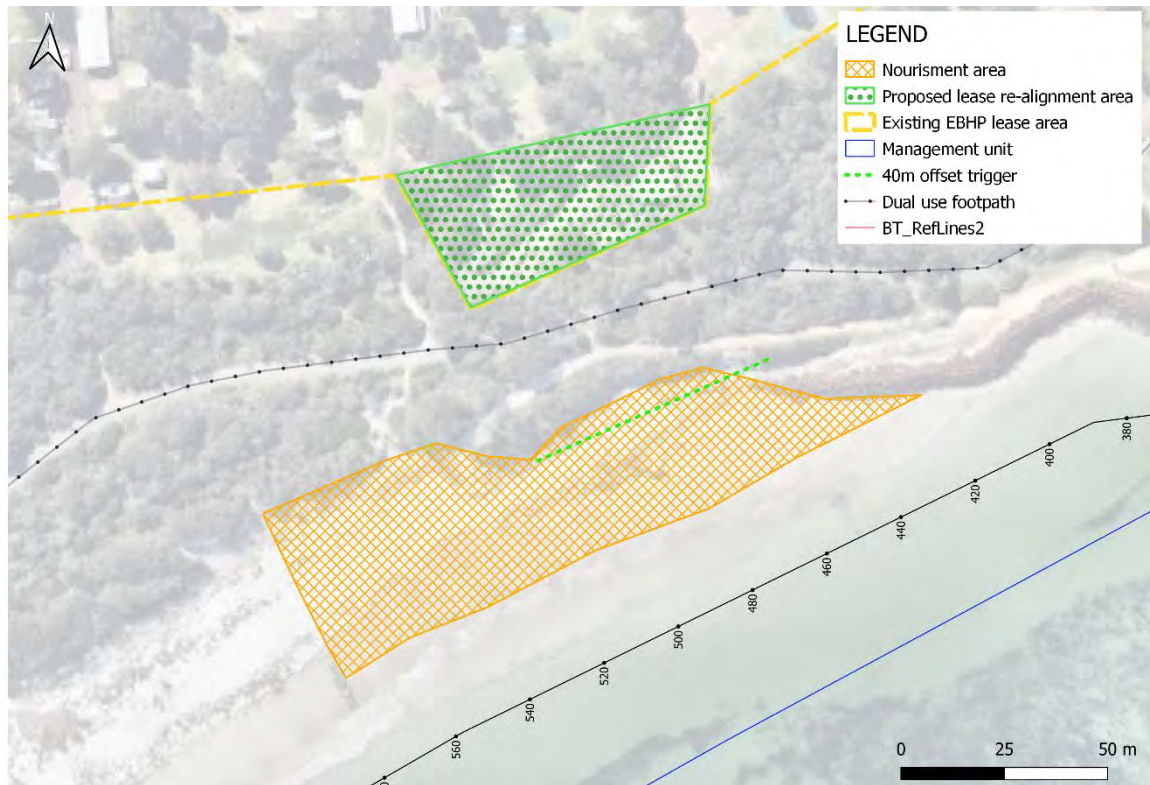 N
LEGEND
Nourisment area
Proposed lease re-alignment area
Existing EBHP lease area
Management unit
40m offset trigger
Dual use footpath
BT_RefLines2
380
400
420
440
460
480
500
520
540
560
0 25 50 m